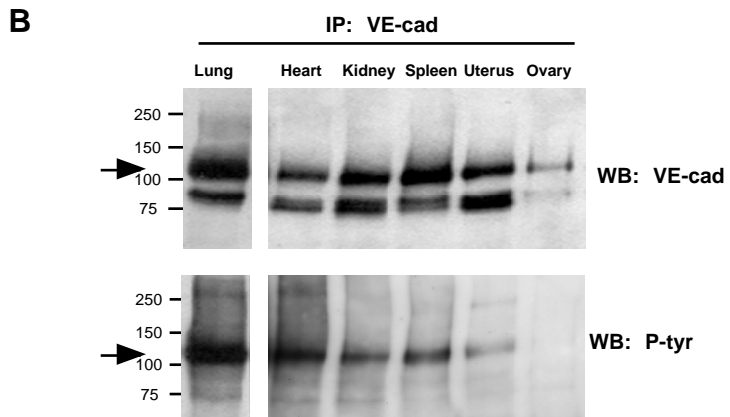 B
IP: VE-cad
Lung Heart Kidney Spleen Uterus Ovary
250
150
100
75
WB: VE-cad
250
150
100
75
WB: P-tyr